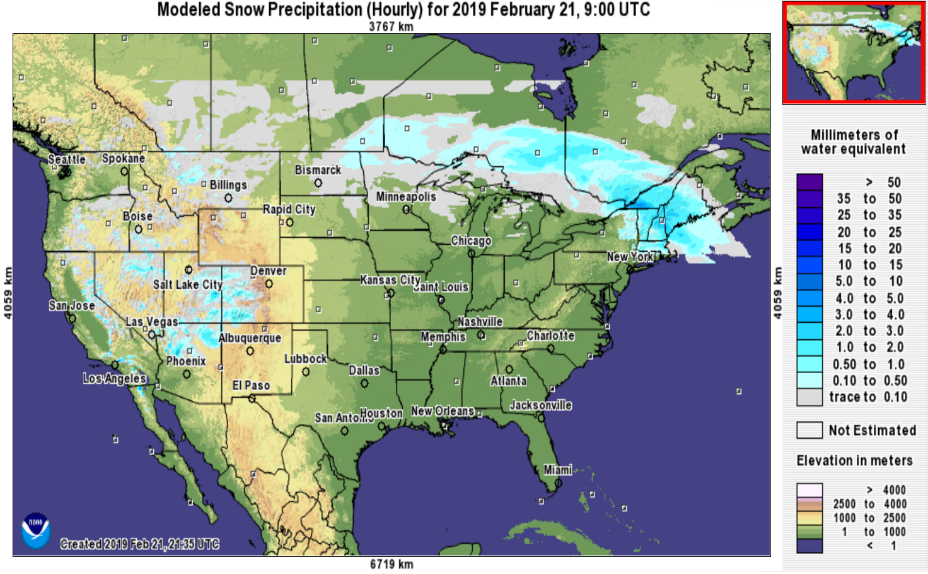 Modeled Snow Precipitation (Hourly) for 2019 February 21, 9:00 UTC
3767 km
4059 km
4059 km
6719 km
Seattle
Spokane
Billings
Bismarck
Minneapolis
Boise
Rapid City
Chicago
New York
Salt Lake City
Denver
Kansas City
Saint Louis
San Jose
Las Vegas
Albuquerque
Nashville
Memphis
Charlotte
Phoenix
Lubbock
Los Angeles
Dallas
Atlanta
El Paso
San Antonio
Houston
New Orleans
Jacksonville
Miami
NOAA
Created 2019 Feb 21, 21:35 UTC
Millimeters of
water equivalent
> 50
35 to 50
25 to 35
20 to 25
15 to 20
10 to 15
5.0 to 10
4.0 to 5.0
3.0 to 4.0
2.0 to 3.0
1.0 to 2.0
0.50 to 1.0
0.10 to 0.50
trace to 0.10
Not Estimated
Elevation in meters
> 4000
2500 to 4000
1000 to 2500
1 to 1000
< 1